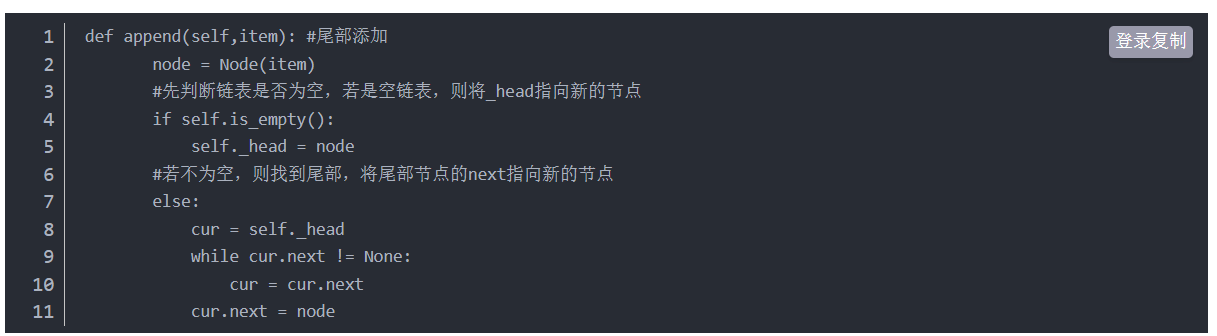 1 def append(self,item): #尾部添加
登录复制
2 node = Node(item)
3 #先判断链表是否为空，若是空链表，则将_head指向新的节点
4 if self.is_empty():
5 self._head = node
6 #若不为空，则找到尾部，将尾部节点的next指向新的节点
7 else:
8 cur = self._head
9 while cur.next != None:
10 cur = cur.next
11 cur.next = node